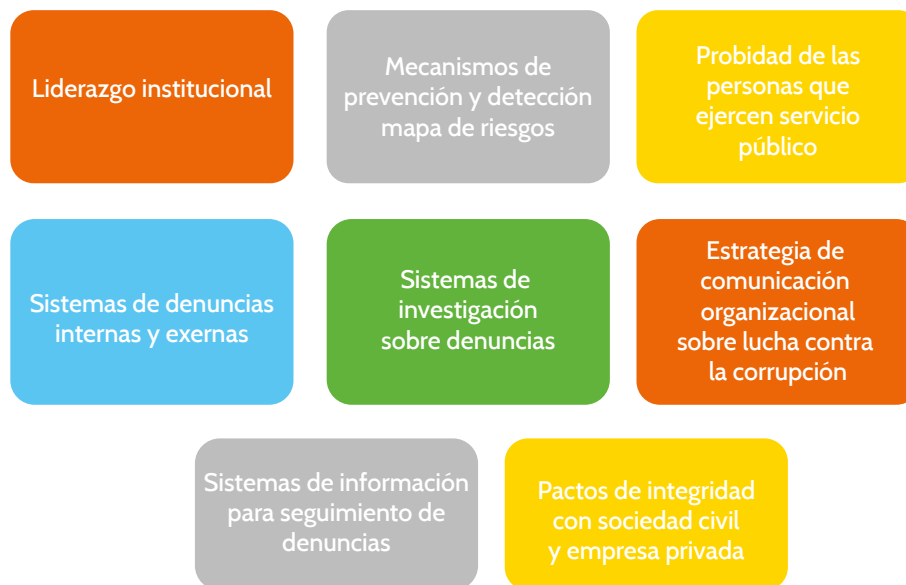 Liderazgo institucional
Mecanismos de
prevención y detección
mapa de riesgos
Probidad de las
personas que
ejercen servicio
público
Sistemas de denuncias
internas y exernas
Sistemas de
investigación
sobre denuncias
Estrategia de
comunicación
organizacional
sobre lucha contra
la corrupción
Sistemas de información
para seguimiento de
denuncias
Pactos de integridad
con sociedad civil
y empresa privada